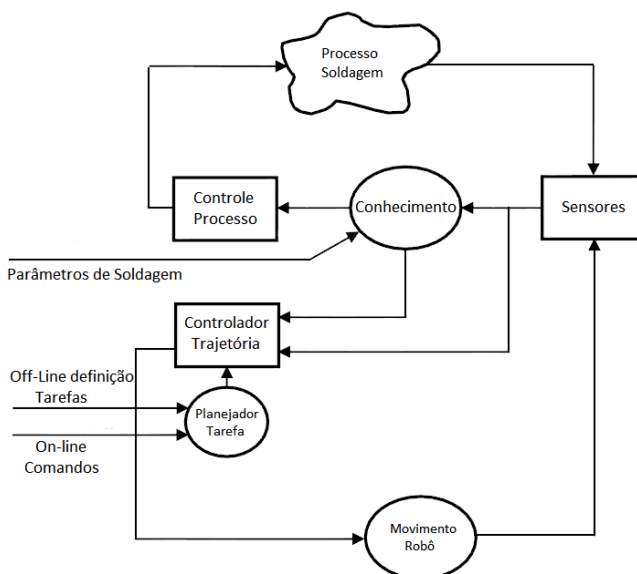 Processo
Soldagem
Controle
Processo
Conhecimento
Sensores
Parâmetros de Soldagem
Controlador
Trajetória
Off-Line definição
Tarefas
Planejador
Tarefa
On-line
Comandos
Movimento
Robô